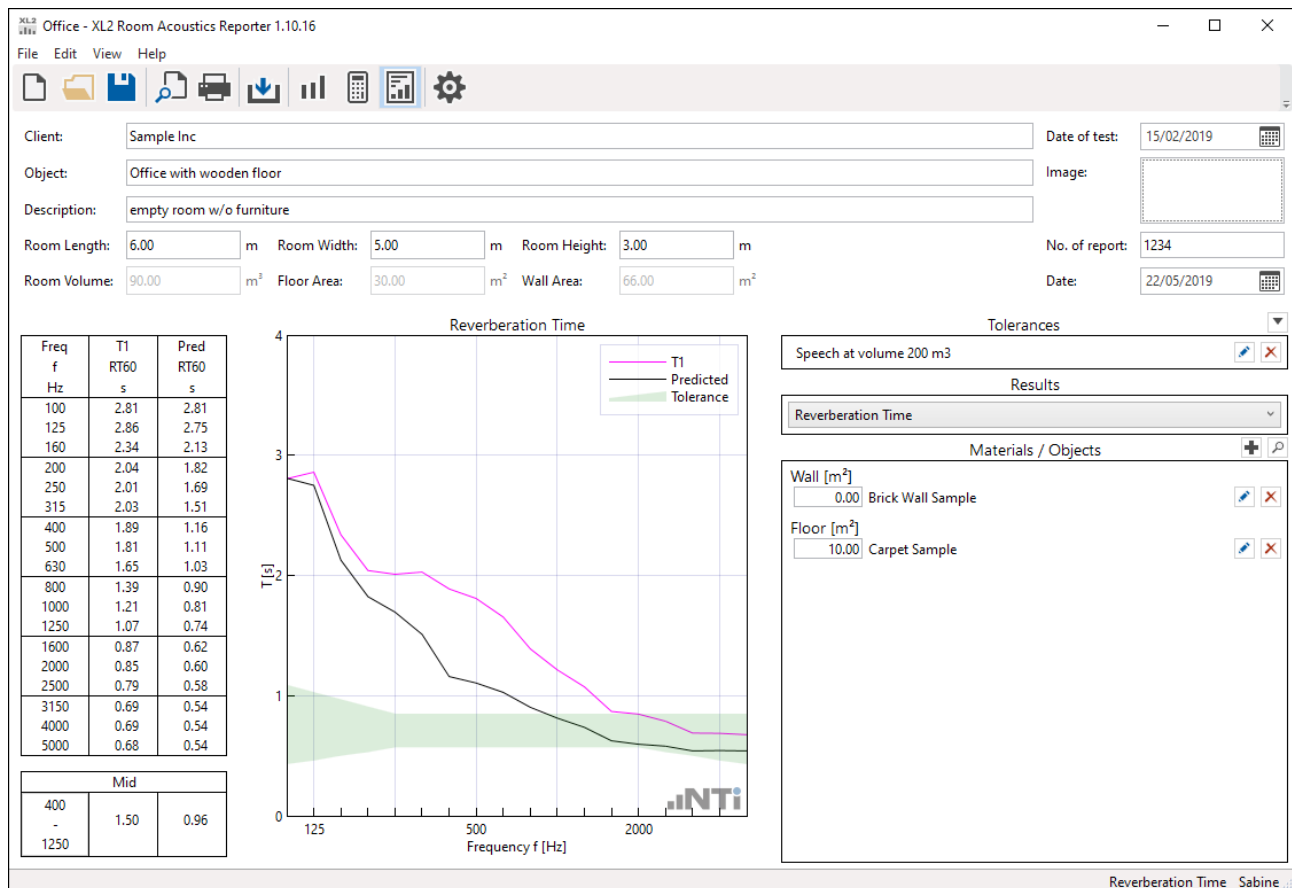 XL2 Office - XL2 Room Acoustics Reporter 1.10.16
File Edit View Help
Client: Sample Inc Date of test: 15/02/2019
Object: Office with wooden floor Image:
Description: empty room w/o furniture
Room Length: 6.00 m Room Width: 5.00 m Room Height: 3.00 m No. of report: 1234
Room Volume: 90.00 m³ Floor Area: 30.00 m² Wall Area: 66.00 m² Date: 22/05/2019
Freq T1 Pred
f RT60 RT60
Hz s s
100 2.81 2.81
125 2.86 2.75
160 2.34 2.13
200 2.04 1.82
250 2.01 1.69
315 2.03 1.51
400 1.89 1.16
500 1.81 1.11
630 1.65 1.03
800 1.39 0.90
1000 1.21 0.81
1250 1.07 0.74
1600 0.87 0.62
2000 0.85 0.60
2500 0.79 0.58
3150 0.69 0.54
4000 0.69 0.54
5000 0.68 0.54
Mid
400
- 1.50 0.96
1250
Reverberation Time
T1
Predicted
Tolerance
4
3
2
1
0
T [s]
125 500 2000
Frequency f [Hz]
NTi
Tolerances
Speech at volume 200 m3
Results
Reverberation Time
Materials / Objects
Wall [m²]
0.00 Brick Wall Sample
Floor [m²]
10.00 Carpet Sample
Reverberation Time Sabine